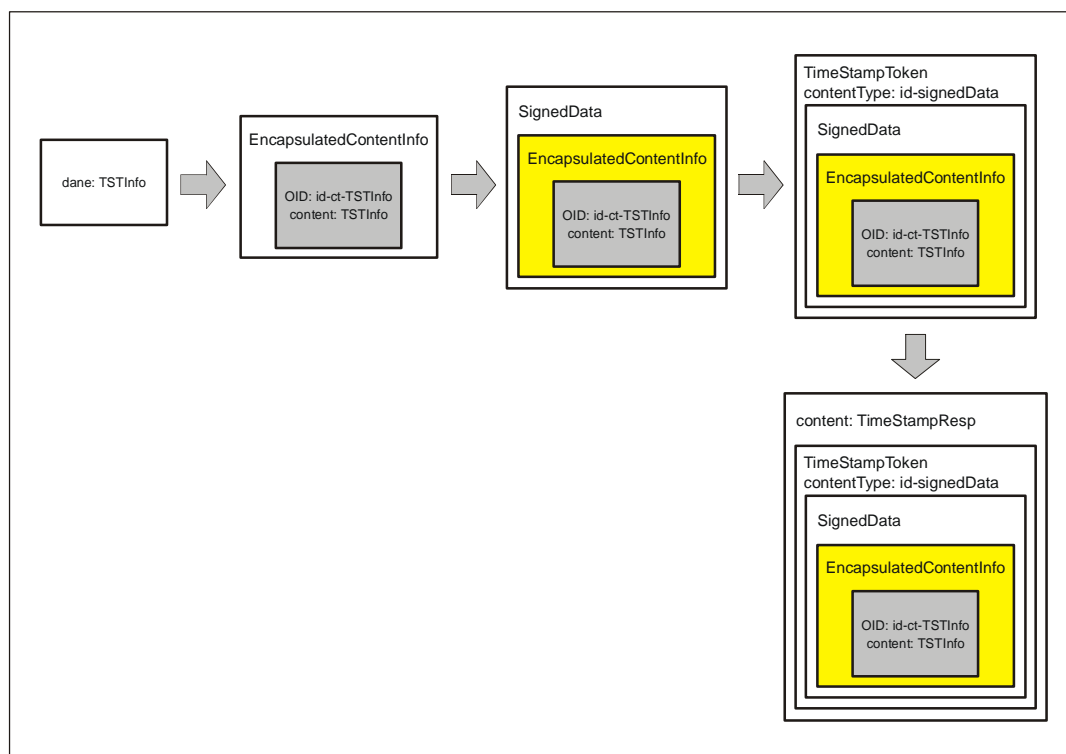 dane: TSTInfo
EncapsulatedContentInfo
OID: id-ct-TSTInfo
content: TSTInfo
SignedData
EncapsulatedContentInfo
OID: id-ct-TSTInfo
content: TSTInfo
TimeStampToken
contentType: id-signedData
SignedData
EncapsulatedContentInfo
OID: id-ct-TSTInfo
content: TSTInfo
content: TimeStampResp
TimeStampToken
contentType: id-signedData
SignedData
EncapsulatedContentInfo
OID: id-ct-TSTInfo
content: TSTInfo